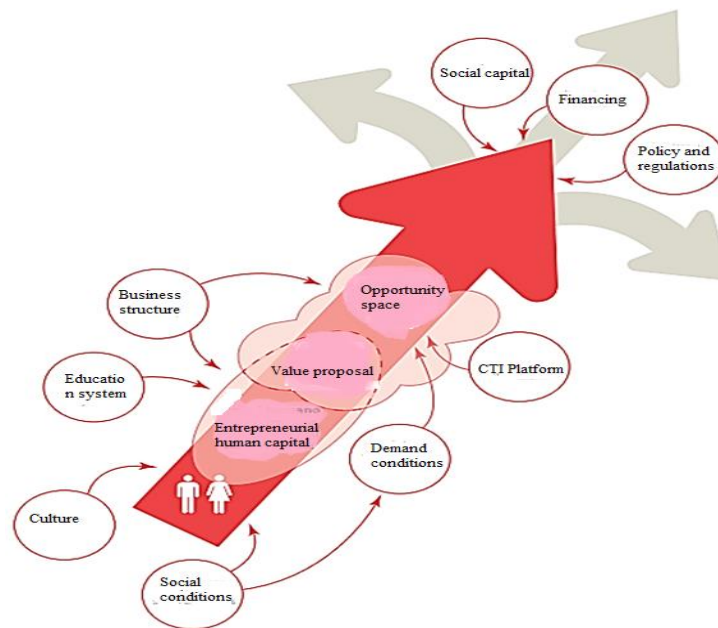 Social capital
Financing
Policy and
regulations
Opportunity
space
Business
structure
Value proposal
CTI Platform
Educatio
n system
Entrepreneurial
human capital
Demand
conditions
Culture
Social
conditions